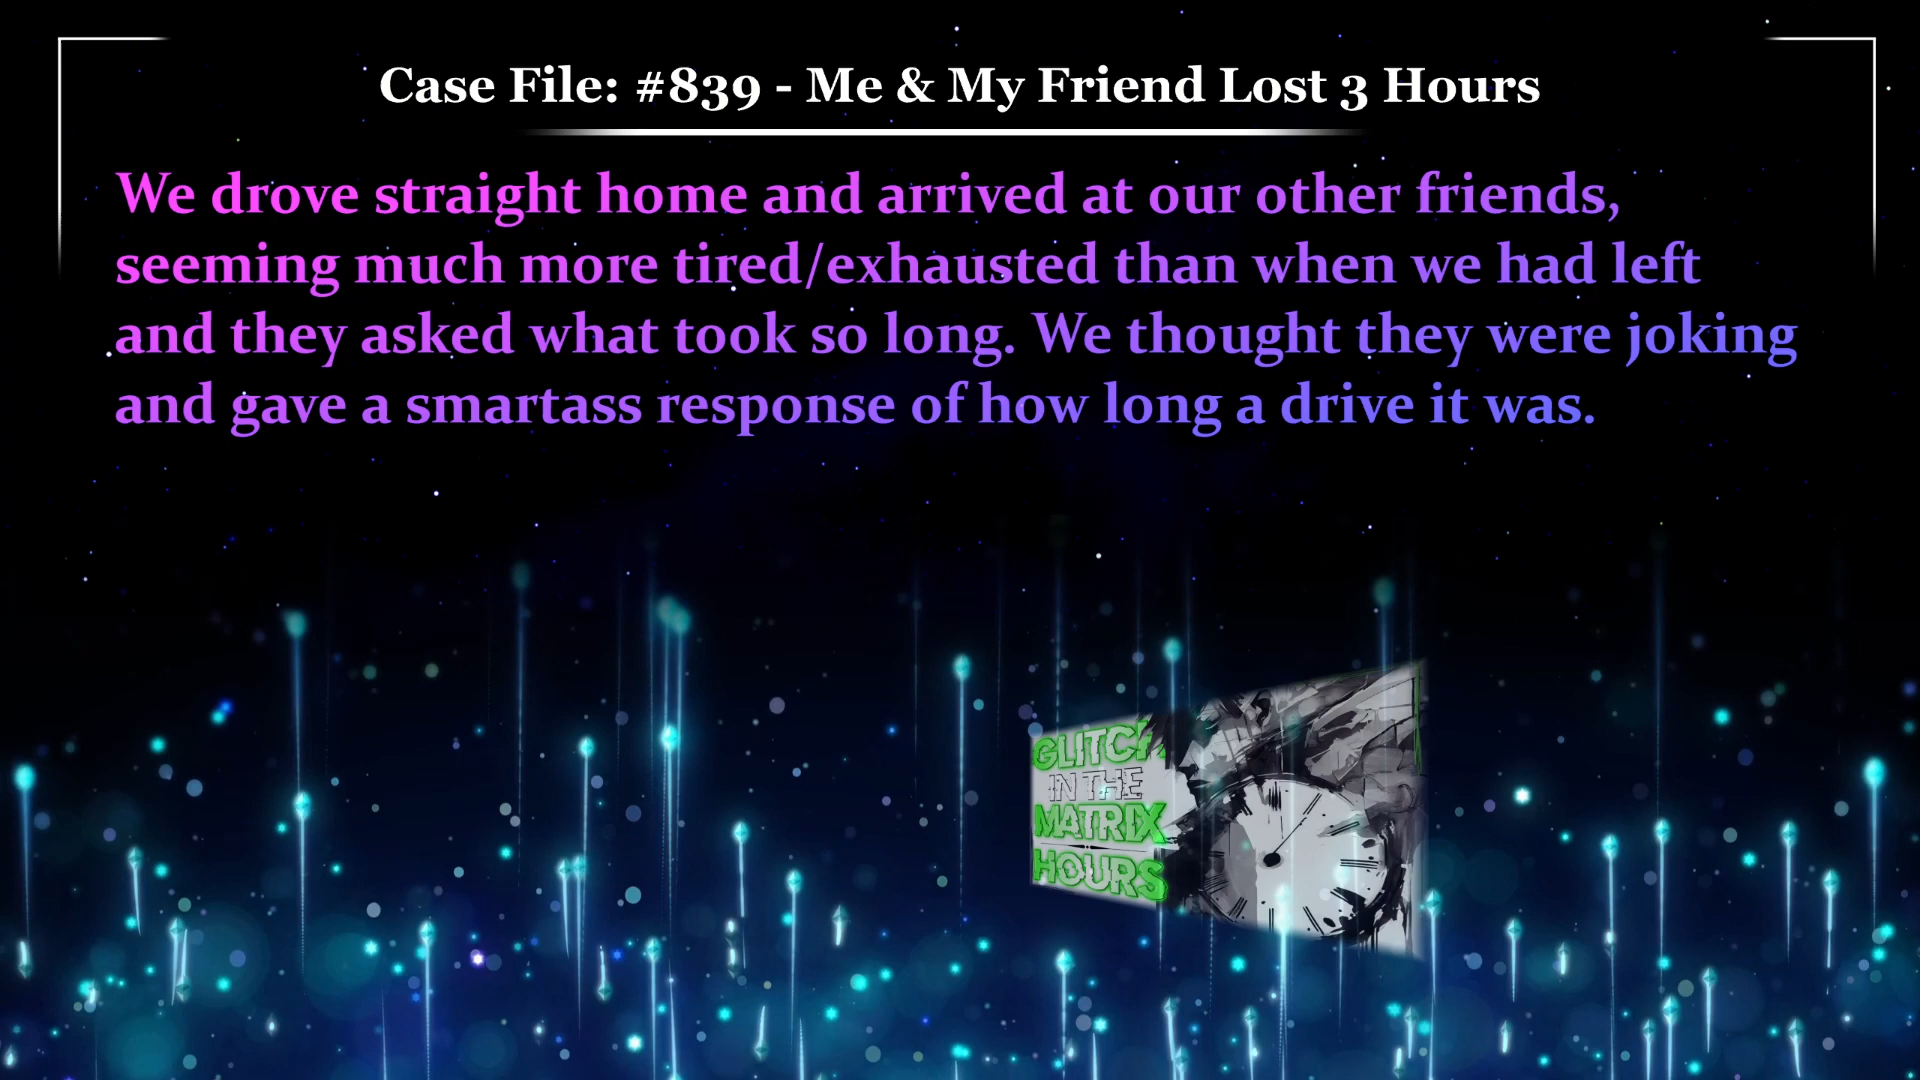 Case File: #839 - Me & My Friend Lost 3 Hours
We drove straight home and arrived at our other friends,
seeming much more tired/exhausted than when we had left
and they asked what took so long. We thought they were joking
and gave a smartass response of how long a drive it was.
GLITCH
IN THE
MATRIX
HOURS